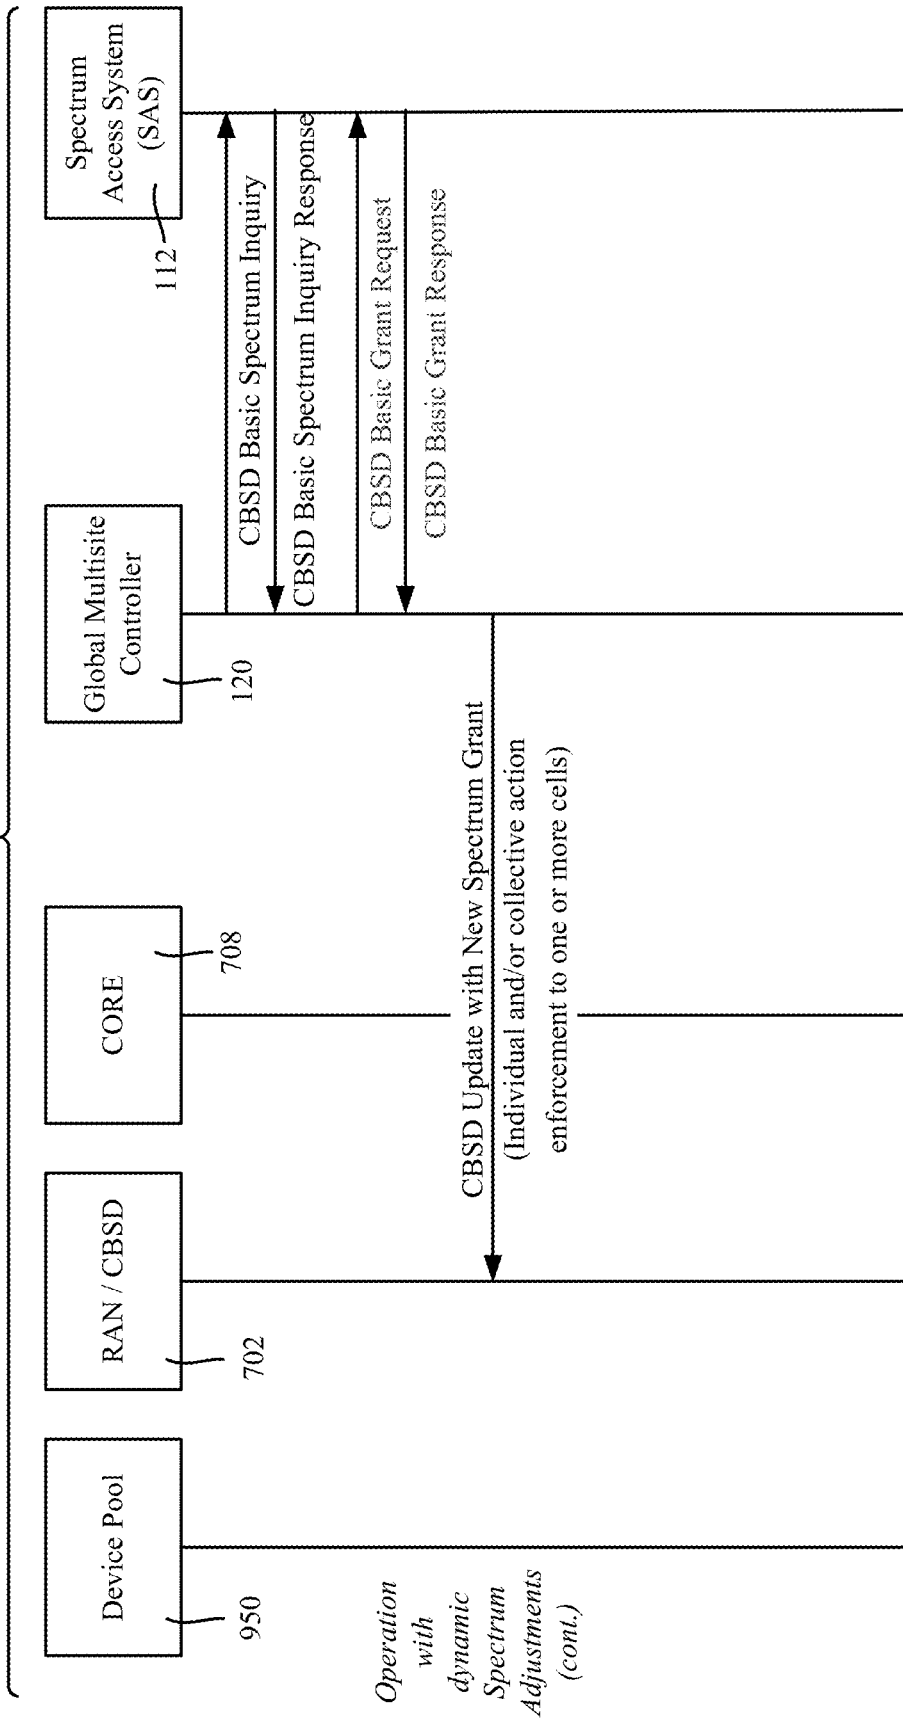 Device Pool
950
RAN / CBSD
702
CORE
708
Global Multisite
Controller
120
Spectrum
Access System
(SAS)
112
Operation
with
dynamic
Spectrum
Adjustments
(cont.)
CBSD Basic Spectrum Inquiry
CBSD Basic Spectrum Inquiry Response
CBSD Basic Grant Request
CBSD Basic Grant Response
CBSD Update with New Spectrum Grant
(Individual and/or collective action
enforcement to one or more cells)